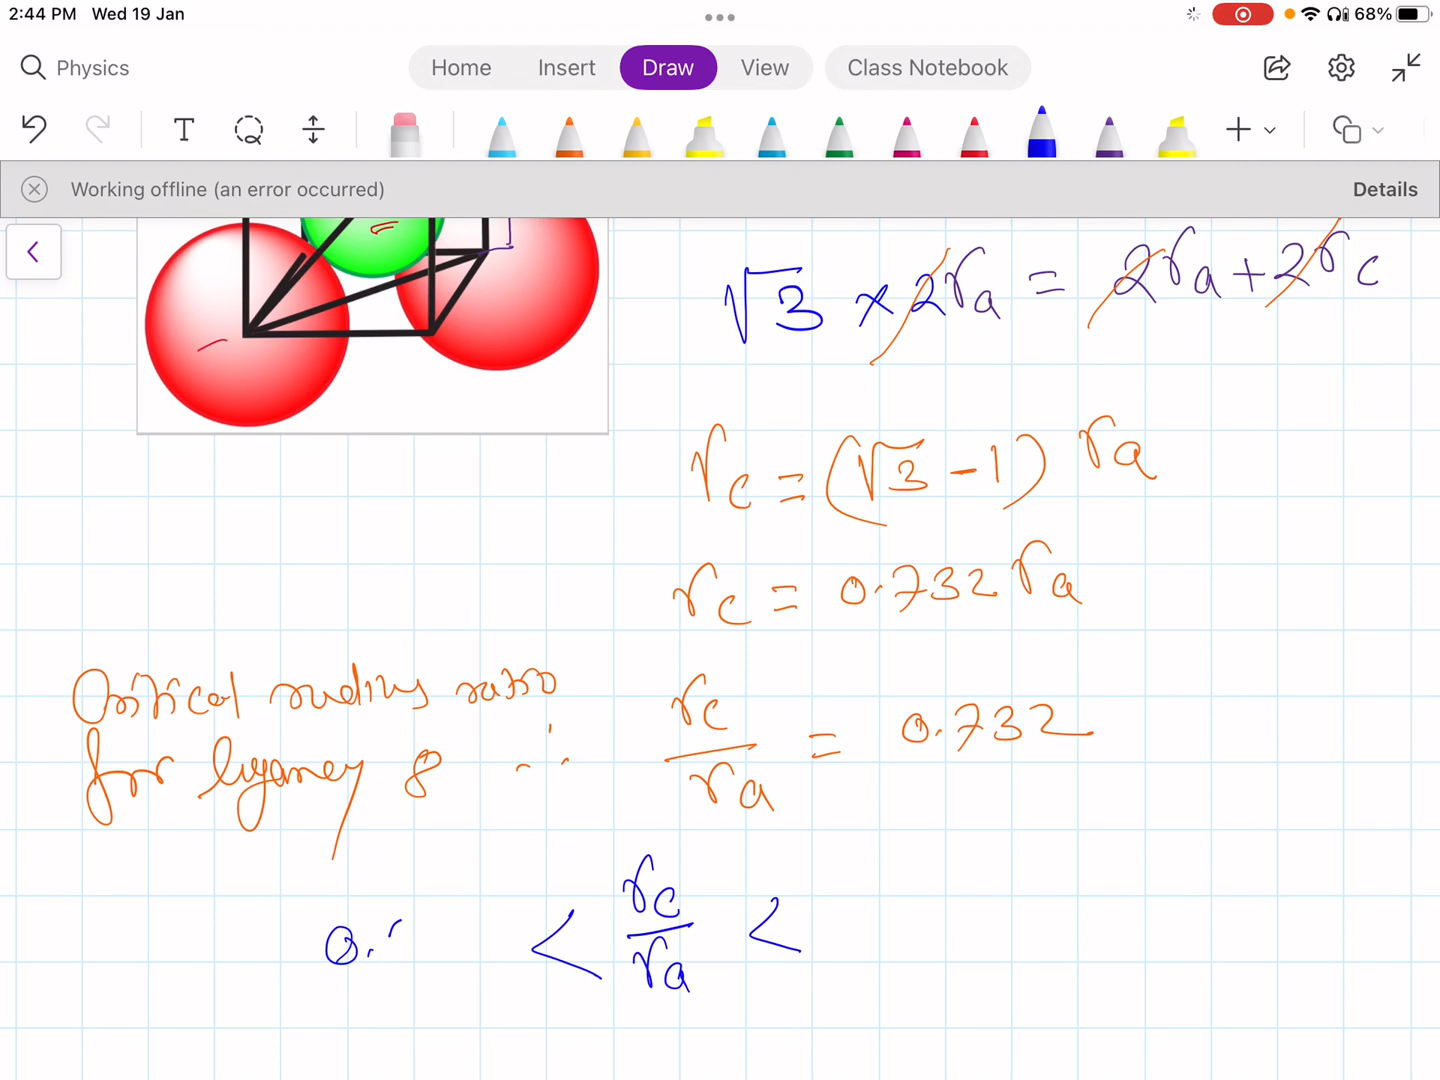 2:44 PM Wed 19 Jan 68%
Physics Home Insert Draw View Class Notebook
T
Working offline (an error occurred) Details
√3 × 2ra = 2ra + 2rc
rc = (√3 - 1) ra
rc = 0.732 ra
Critical radius ratio
for ligancy 8 ∴ rc/ra = 0.732
0. < rc/ra <